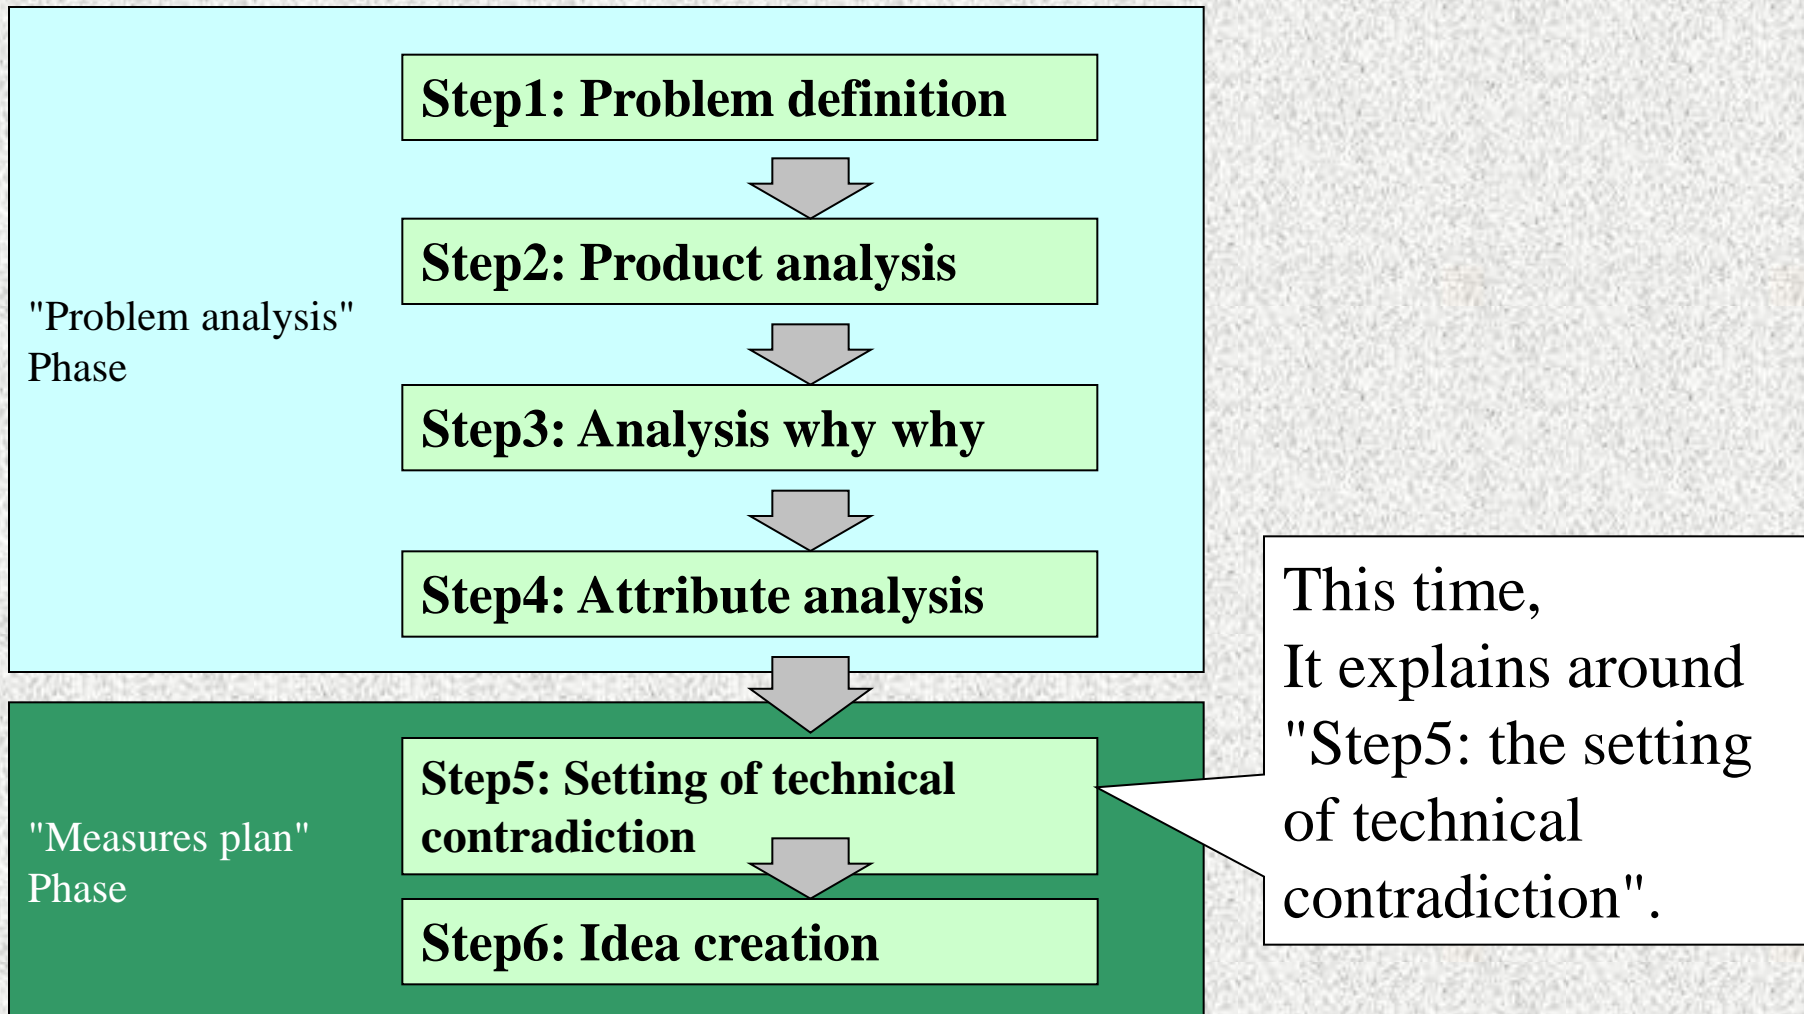 Step1: Problem definition
Step2: Product analysis
"Problem analysis"
Phase
Step3: Analysis why why
Step4: Attribute analysis
This time,
It explains around
"Step5: the setting
of technical
contradiction".
Step5: Setting of technical
contradiction
"Measures plan"
Phase
Step6: Idea creation